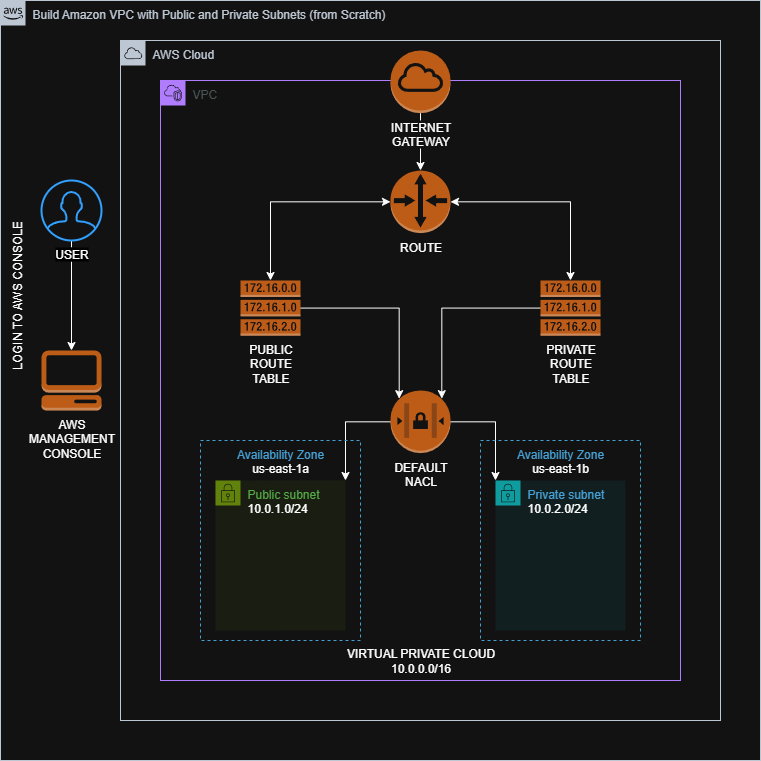 aws
Build Amazon VPC with Public and Private Subnets (from Scratch)
AWS Cloud
VPC
INTERNET
GATEWAY
ROUTE
USER
LOGIN TO AWS CONSOLE
AWS
MANAGEMENT
CONSOLE
172.16.0.0
172.16.1.0
172.16.2.0
PUBLIC
ROUTE
TABLE
172.16.0.0
172.16.1.0
172.16.2.0
PRIVATE
ROUTE
TABLE
DEFAULT
NACL
Availability Zone
us-east-1a
Public subnet
10.0.1.0/24
Availability Zone
us-east-1b
Private subnet
10.0.2.0/24
VIRTUAL PRIVATE CLOUD
10.0.0.0/16